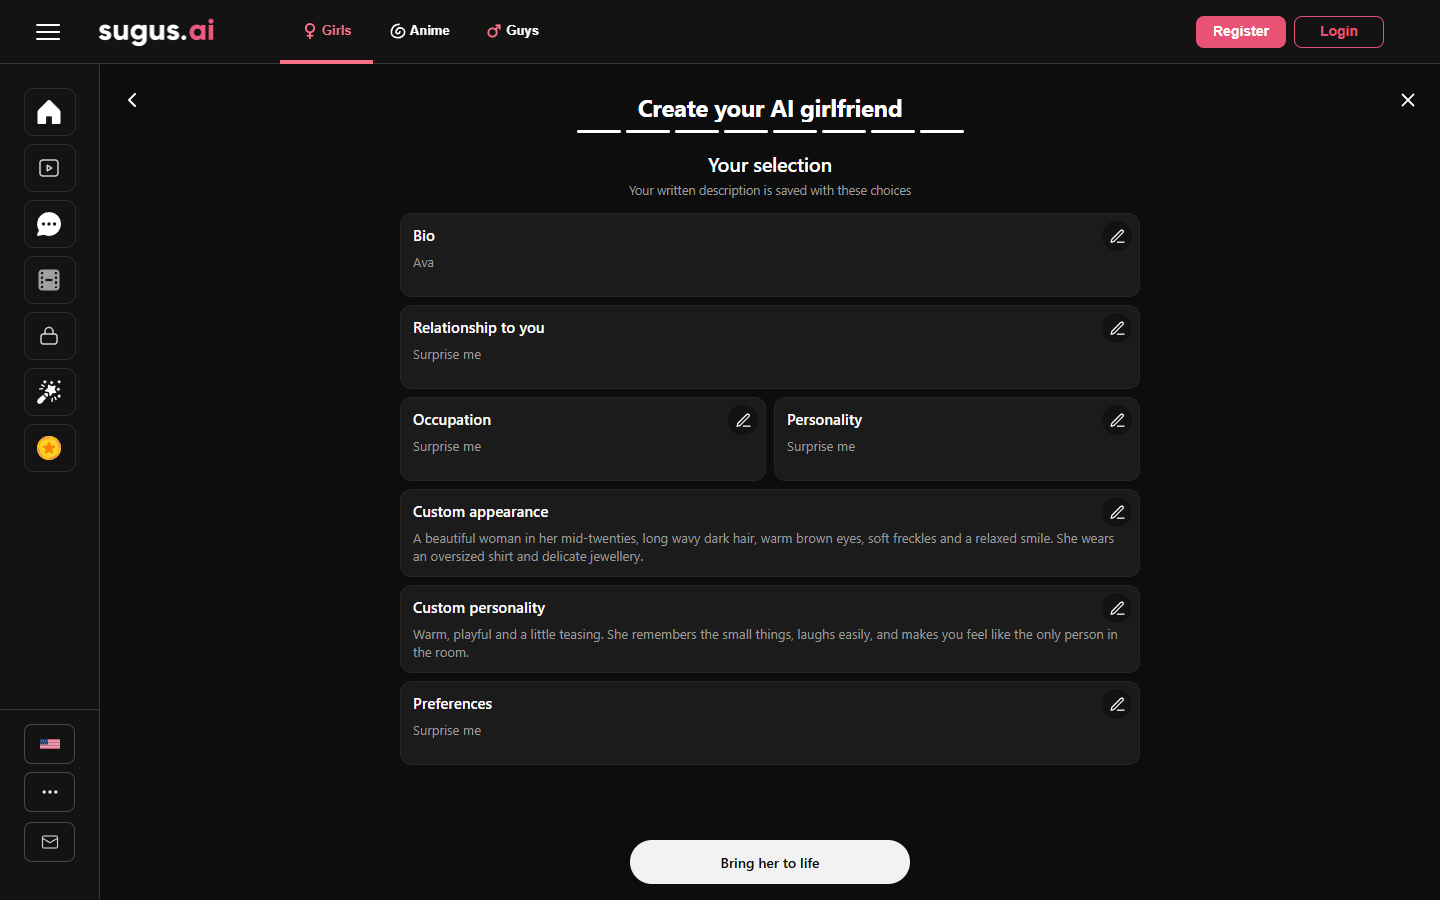 sugus.ai
Girls
Anime
Guys
Register
Login
Create your AI girlfriend
Your selection
Your written description is saved with these choices
Bio
Ava
Relationship to you
Surprise me
Occupation
Surprise me
Personality
Surprise me
Custom appearance
A beautiful woman in her mid-twenties, long wavy dark hair, warm brown eyes, soft freckles and a relaxed smile. She wears
an oversized shirt and delicate jewellery.
Custom personality
Warm, playful and a little teasing. She remembers the small things, laughs easily, and makes you feel like the only person in
the room.
Preferences
Surprise me
Bring her to life